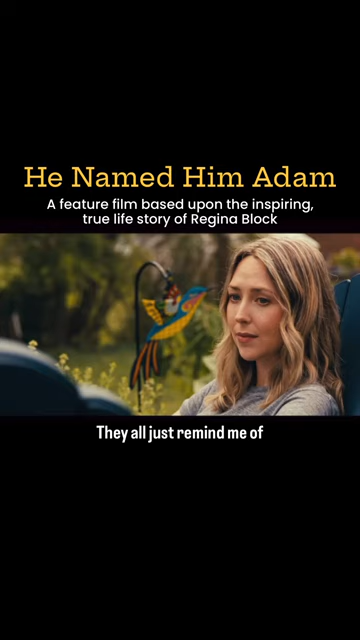 He Named Him Adam
A feature film based upon the inspiring,
true life story of Regina Block
They all just remind me of